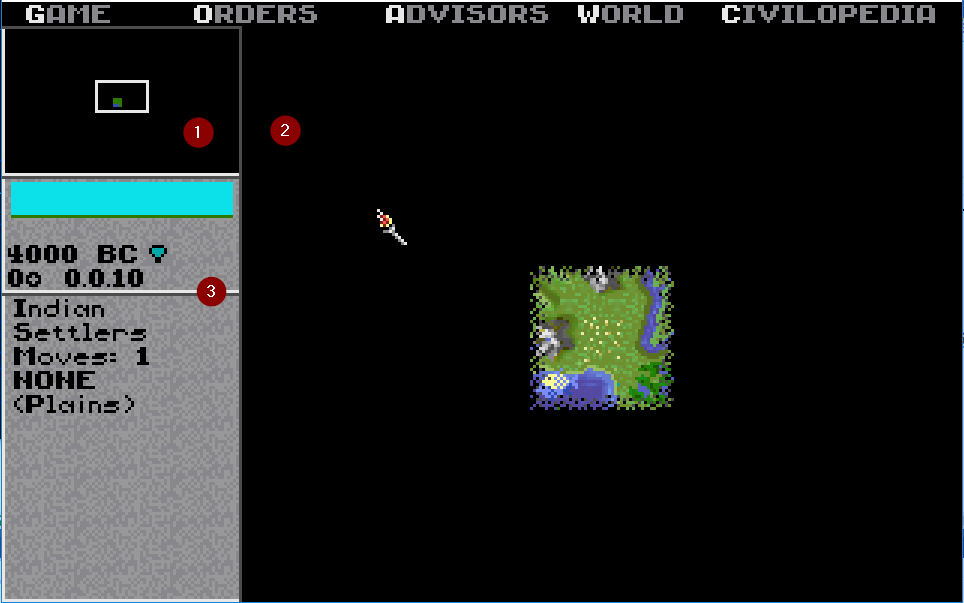 GAME ORDERS ADVISORS WORLD CIVILOPEDIA
1
2
4000 BC
0 0.0.10
3
Indian
Settlers
Moves: 1
NONE
(Plains)